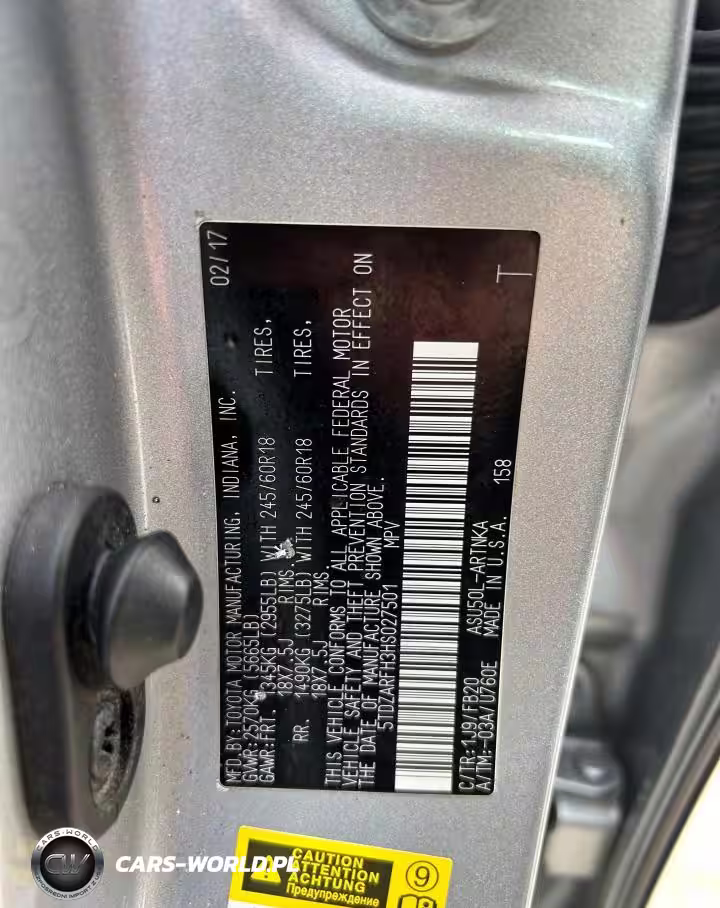 MFD.BY:TOYOTA MOTOR MANUFACTURING, INDIANA, INC. 02/17
GVWR:2570KG (5665LB)
GAWR:FRT. 1345KG (2955LB) WITH 245/60R18 TIRES,
18X7.5J RIMS.
RR. 1490KG (3275LB) WITH 245/60R18 TIRES,
18X7.5J RIMS.
THIS VEHICLE CONFORMS TO ALL APPLICABLE FEDERAL MOTOR
VEHICLE SAFETY AND THEFT PREVENTION STANDARDS IN EFFECT ON
THE DATE OF MANUFACTURE SHOWN ABOVE.
5TDZARFH3HS027501 MPV
C/TR:1J9/FB20 ASU50L-ARTNKA
A/TM:-03A/U760E MADE IN U.S.A. 158 T
CAUTION
ATTENTION
ACHTUNG
Предупреждение
9
CARS-WORLD
CW
CARS-WORLD.PL